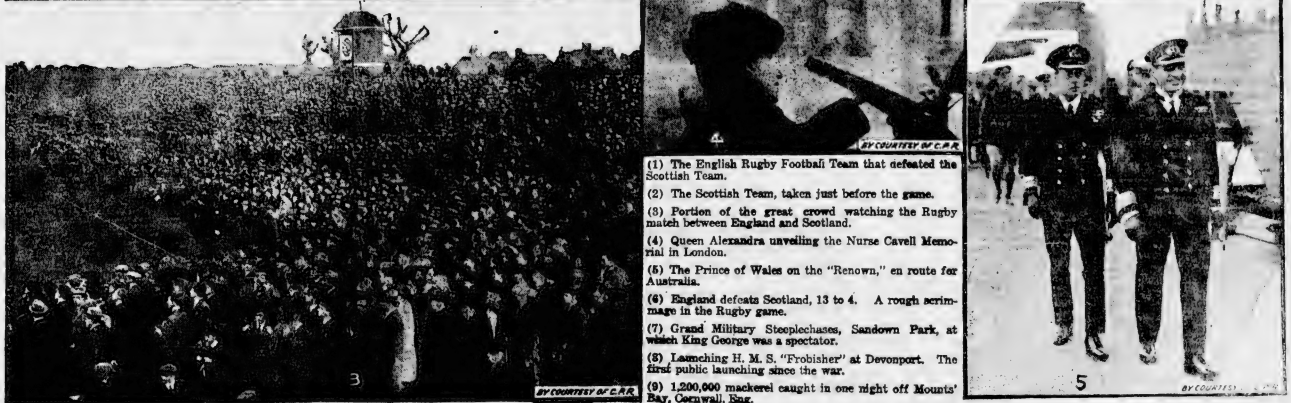 3
BY COURTESY OF C.P.R.
4
BY COURTESY OF C.P.R.
(1) The English Rugby Football Team that defeated the
Scottish Team.
(2) The Scottish Team, taken just before the game.
(3) Portion of the great crowd watching the Rugby
match between England and Scotland.
(4) Queen Alexandra unveiling the Nurse Cavell Memo-
rial in London.
(5) The Prince of Wales on the "Renown," en route for
Australia.
(6) England defeats Scotland, 13 to 4. A rough scrim-
mage in the Rugby game.
(7) Grand Military Steeplechases, Sandown Park, at
which King George was a spectator.
(8) Launching H. M. S. "Frobisher" at Devonport. The
first public launching since the war.
(9) 1,200,000 mackerel caught in one night off Mounts'
Bay, Cornwall, Eng.
5
BY COURTESY